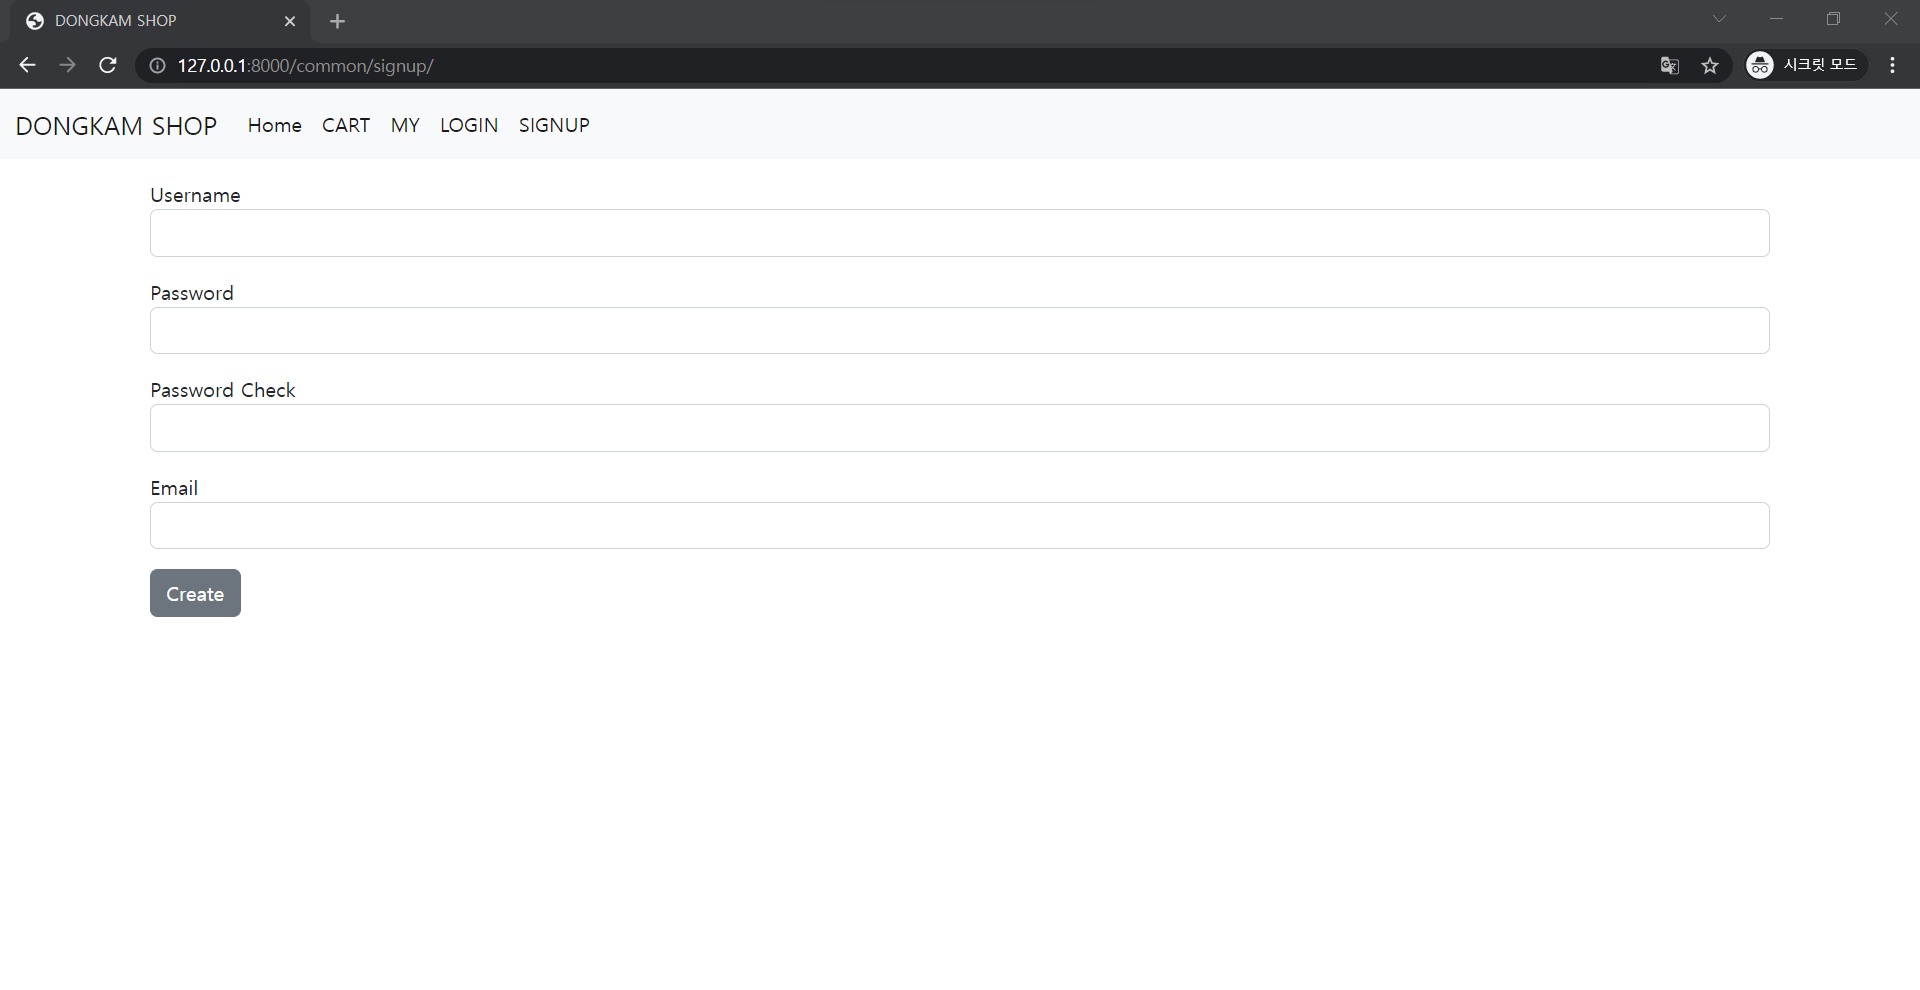 DONGKAM SHOP
127.0.0.1:8000/common/signup/
시크릿 모드
DONGKAM SHOP Home CART MY LOGIN SIGNUP
Username
Password
Password Check
Email
Create